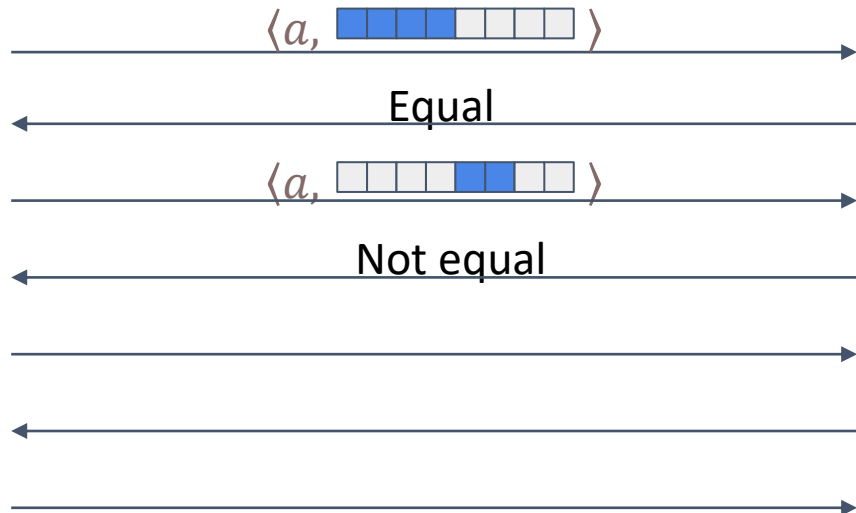 ⟨𝑎, ⟩
Equal
⟨𝑎, ⟩
Not equal